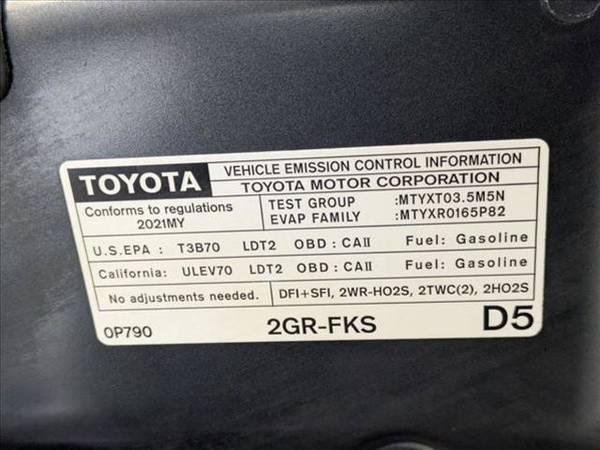 TOYOTA
VEHICLE EMISSION CONTROL INFORMATION
TOYOTA MOTOR CORPORATION
Conforms to regulations
2021MY
TEST GROUP :MTYXT03.5M5N
EVAP FAMILY :MTYXR0165P82
U.S.EPA : T3B70 LDT2 OBD : CAII Fuel: Gasoline
California: ULEV70 LDT2 OBD : CAII Fuel: Gasoline
No adjustments needed. DFI+SFI, 2WR-HO2S, 2TWC(2), 2HO2S
0P790 2GR-FKS D5